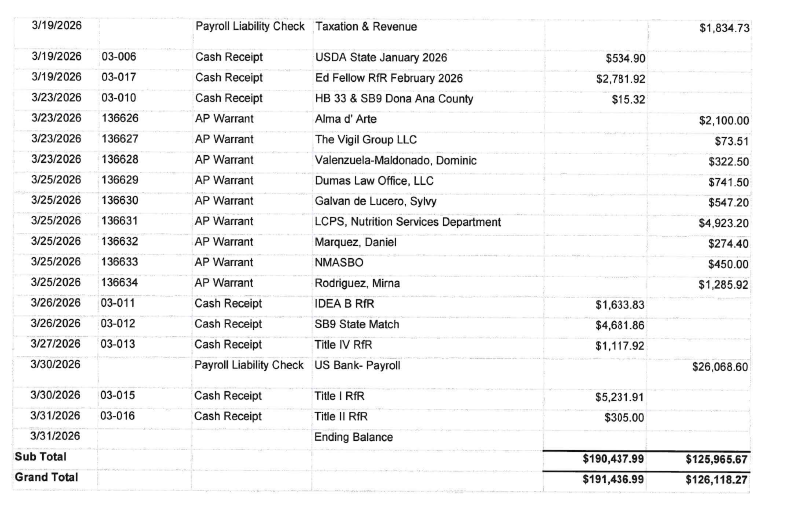 3/19/2026 Payroll Liability Check Taxation & Revenue $1,834.73
3/19/2026 03-006 Cash Receipt USDA State January 2026 $534.90
3/19/2026 03-017 Cash Receipt Ed Fellow RfR February 2026 $2,781.92
3/23/2026 03-010 Cash Receipt HB 33 & SB9 Dona Ana County $15.32
3/23/2026 136626 AP Warrant Alma d' Arte $2,100.00
3/23/2026 136627 AP Warrant The Vigil Group LLC $73.51
3/23/2026 136628 AP Warrant Valenzuela-Maldonado, Dominic $322.50
3/25/2026 136629 AP Warrant Dumas Law Office, LLC $741.50
3/25/2026 136630 AP Warrant Galvan de Lucero, Sylvy $547.20
3/25/2026 136631 AP Warrant LCPS, Nutrition Services Department $4,923.20
3/25/2026 136632 AP Warrant Marquez, Daniel $274.40
3/25/2026 136633 AP Warrant NMASBO $450.00
3/25/2026 136634 AP Warrant Rodriguez, Mirna $1,285.92
3/26/2026 03-011 Cash Receipt IDEA B RfR $1,633.83
3/26/2026 03-012 Cash Receipt SB9 State Match $4,681.86
3/27/2026 03-013 Cash Receipt Title IV RfR $1,117.92
3/30/2026 Payroll Liability Check US Bank- Payroll $26,068.60
3/30/2026 03-015 Cash Receipt Title I RfR $5,231.91
3/31/2026 03-016 Cash Receipt Title II RfR $305.00
3/31/2026 Ending Balance
Sub Total $190,437.99 $125,965.67
Grand Total $191,436.99 $126,118.27